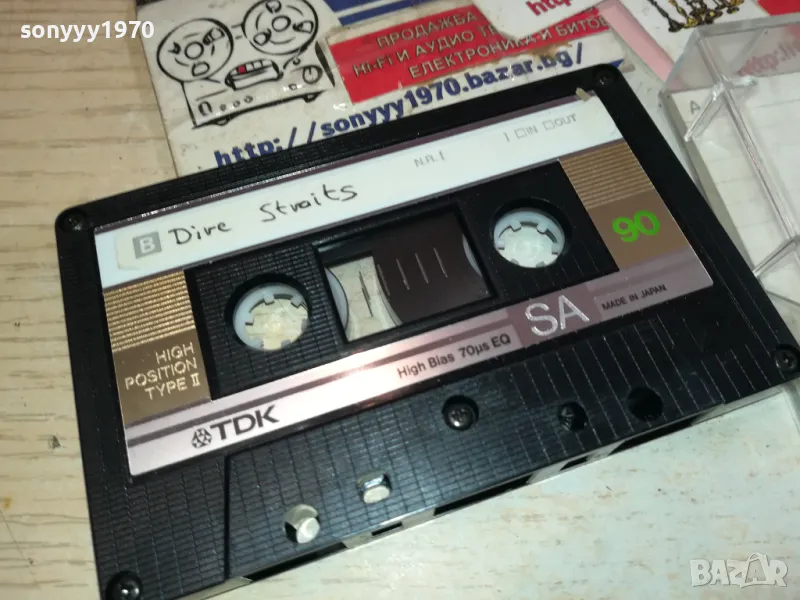 sonyyy1970
ПРОДАЖБА
Hi-Fi И АУДИО
ЕЛЕКТРОНИКА И БИТОВ
http://sonyyy1970.bazar.bg/
http:
A
N.R.
IN OUT
B Dire Straits
90
HIGH
POSITION
TYPE II
SA MADE IN JAPAN
High Bias 70µs EQ
TDK
BAZAR